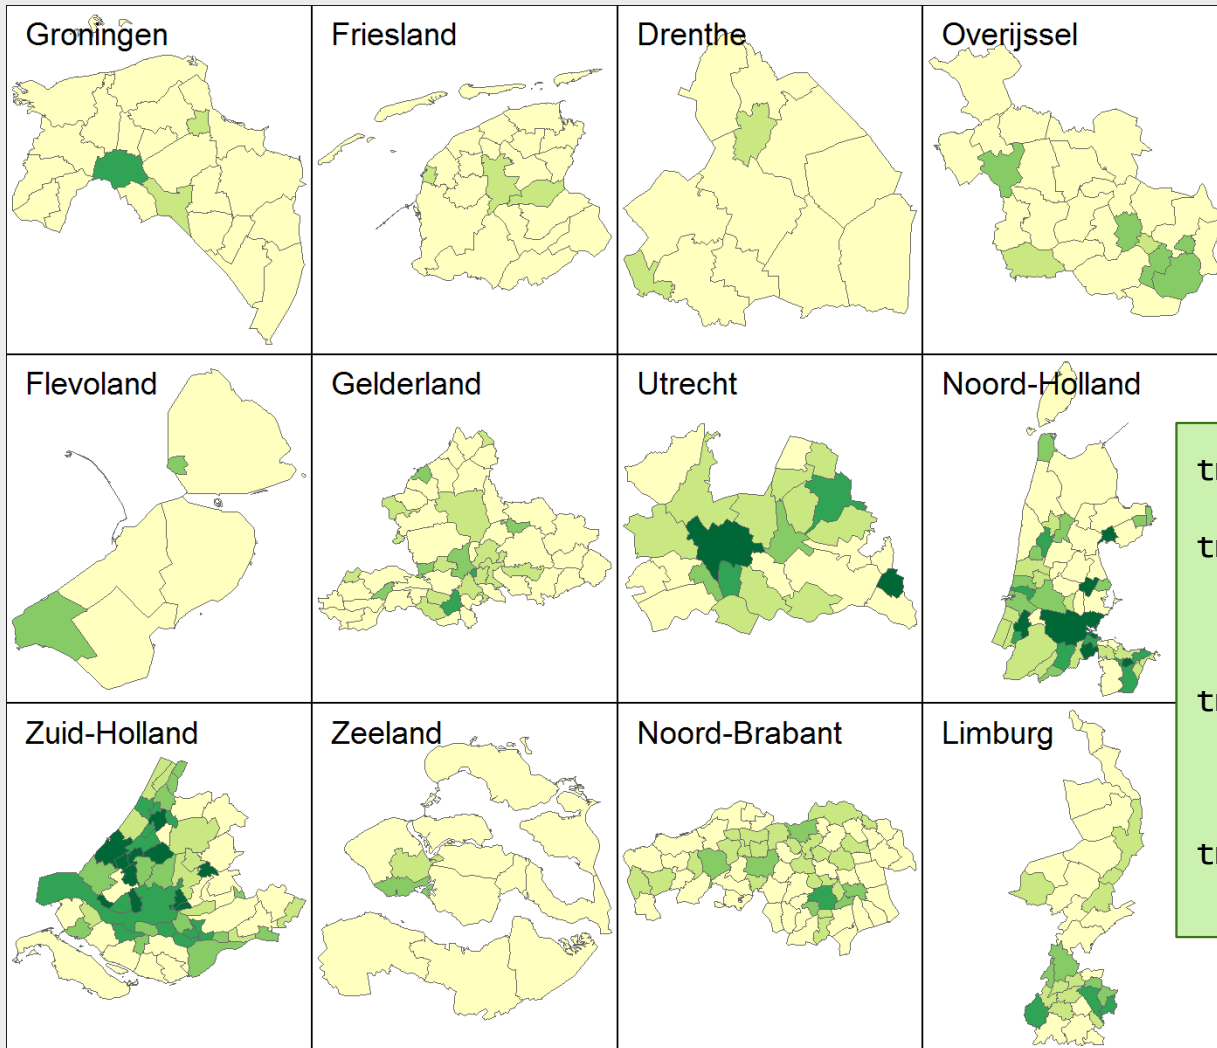 Groningen
Friesland
Drenthe
Overijssel
Flevoland
Gelderland
Utrecht
Noord-Holland
Zuid-Holland
Zeeland
Noord-Brabant
Limburg